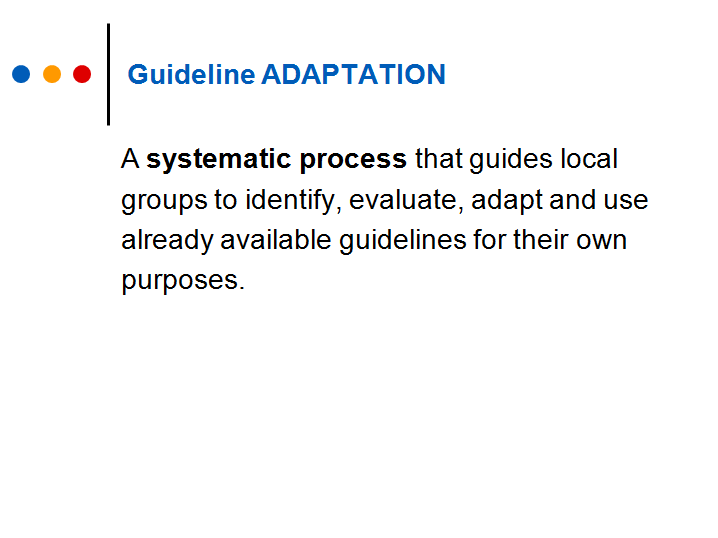 Guideline ADAPTATION
A systematic process that guides local
groups to identify, evaluate, adapt and use
already available guidelines for their own
purposes.